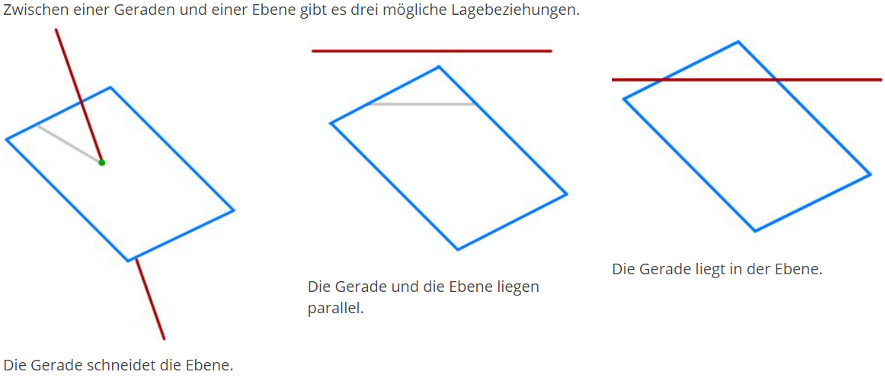 Zwischen einer Geraden und einer Ebene gibt es drei mögliche Lagebeziehungen.
Die Gerade schneidet die Ebene.
Die Gerade und die Ebene liegen
parallel.
Die Gerade liegt in der Ebene.